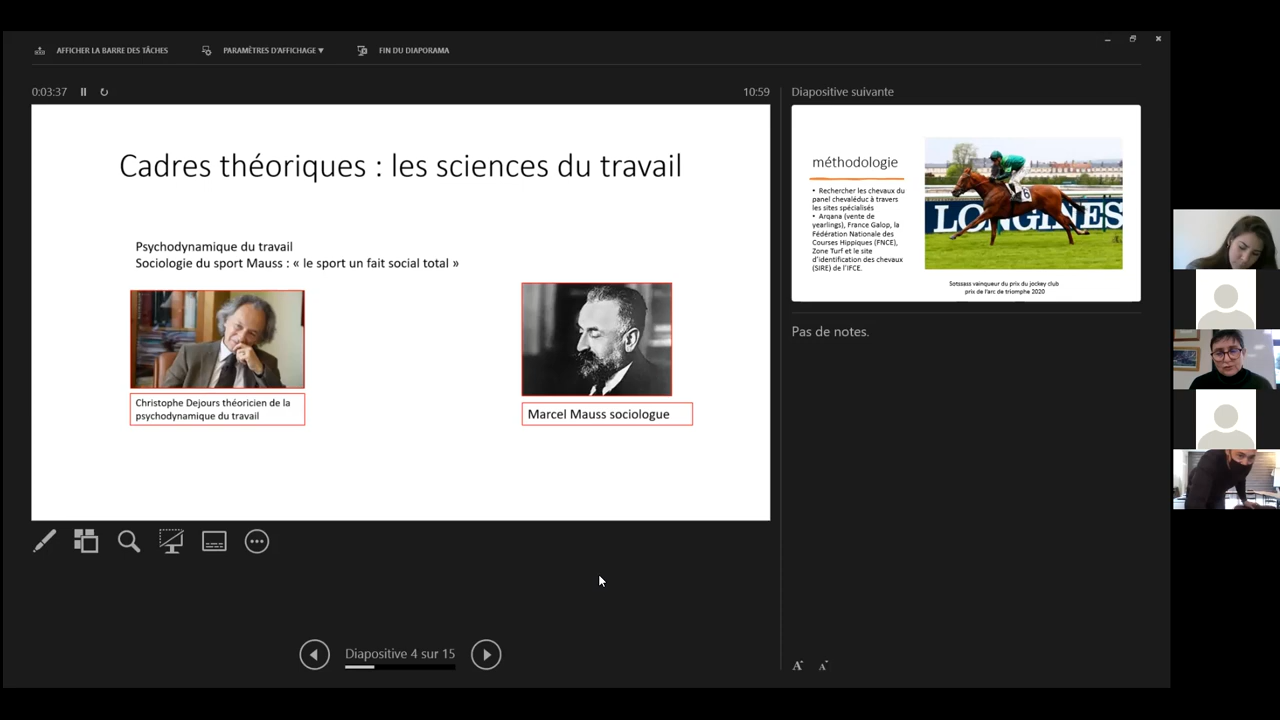 AFFICHER LA BARRE DES TÂCHES
PARAMÈTRES D'AFFICHAGE ▼
FIN DU DIAPORAMA
0:03:37
10:59
Cadres théoriques : les sciences du travail
Psychodynamique du travail
Sociologie du sport Mauss : « le sport un fait social total »
Christophe Dejours théoricien de la
psychodynamique du travail
Marcel Mauss sociologue
Diapositive 4 sur 15
Diapositive suivante
méthodologie
• Rechercher les chevaux du
panel chevaléduc à travers
les sites spécialisés
• Arqana (vente de
yearlings), France Galop, la
Fédération Nationale des
Courses Hippiques (FNCE),
Zone Turf et le site
d'identification des chevaux
(SIRE) de l'IFCE.
6
LONGINES
Sotssass vainqueur du prix du jockey club
prix de l'arc de triomphe 2020
Pas de notes.
A A